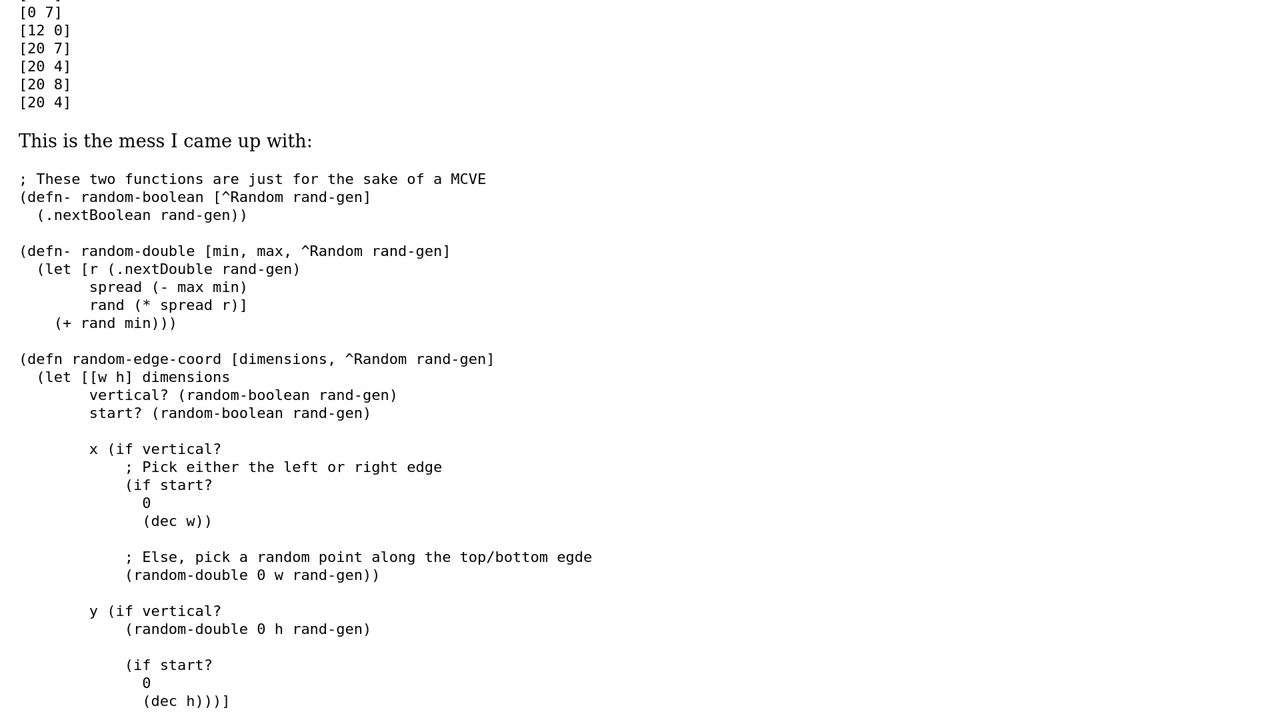 [0 7]
[12 0]
[20 7]
[20 4]
[20 8]
[20 4]
This is the mess I came up with:
; These two functions are just for the sake of a MCVE
(defn- random-boolean [^Random rand-gen]
  (.nextBoolean rand-gen))
(defn- random-double [min, max, ^Random rand-gen]
  (let [r (.nextDouble rand-gen)
        spread (- max min)
        rand (* spread r)]
    (+ rand min)))
(defn random-edge-coord [dimensions, ^Random rand-gen]
  (let [[w h] dimensions
        vertical? (random-boolean rand-gen)
        start? (random-boolean rand-gen)
        x (if vertical?
            ; Pick either the left or right edge
            (if start?
              0
              (dec w))
            ; Else, pick a random point along the top/bottom egde
            (random-double 0 w rand-gen))
        y (if vertical?
            (random-double 0 h rand-gen)
            (if start?
              0
              (dec h)))]